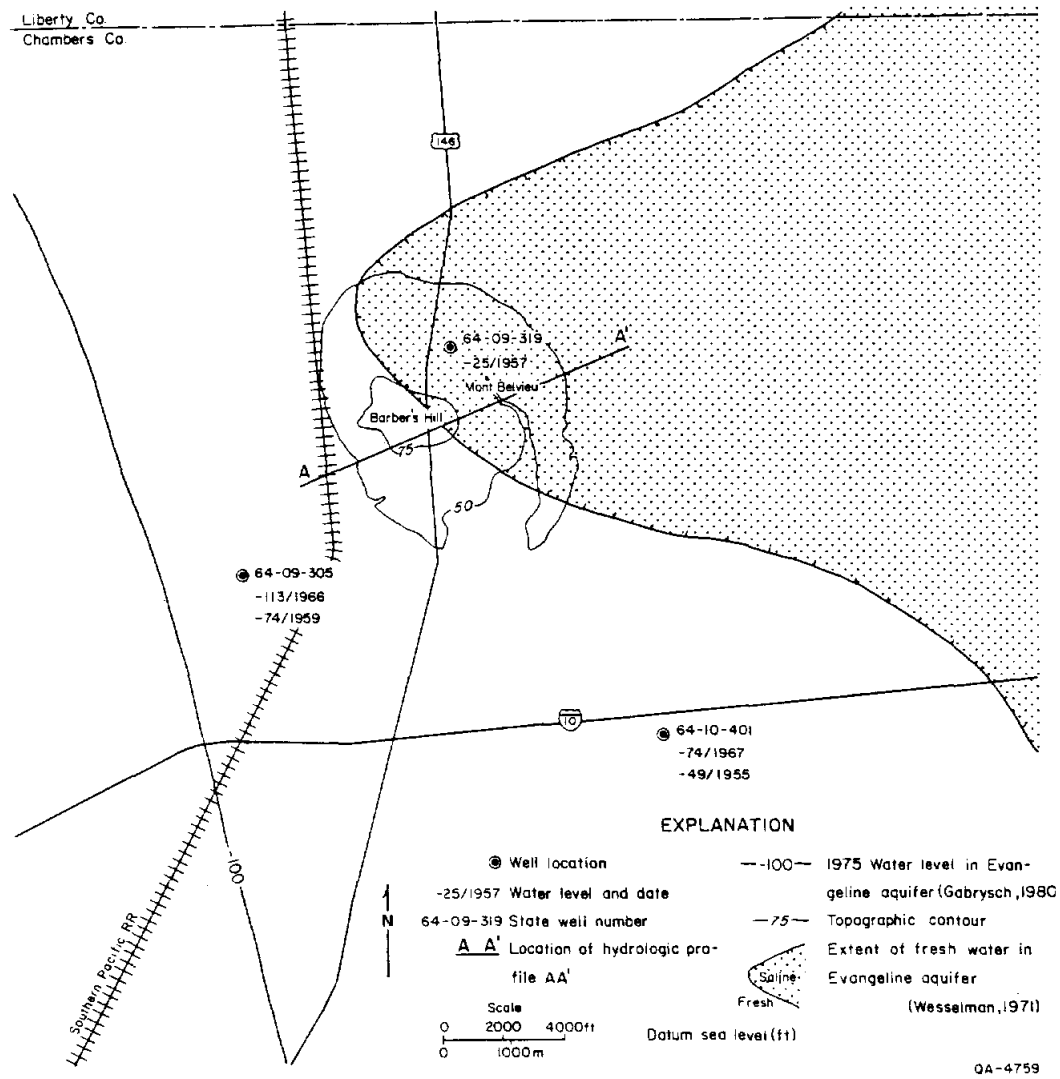 Liberty Co.
Chambers Co.
146
64-09-319
-25/1957
Mont Belvieu
A'
Barber's Hill
75
A
50
64-09-305
-113/1966
-74/1959
10
64-10-401
-74/1967
-49/1955
-100
Southern Pacific RR
EXPLANATION
Well location
-25/1957 Water level and date
64-09-319 State well number
A A' Location of hydrologic pro-
file AA'
N
Scale
0 2000 4000ft
0 1000m
-100 1975 Water level in Evan-
geline aquifer (Gabrysch, 1980
75 Topographic contour
Saline
Fresh
Extent of fresh water in
Evangeline aquifer
(Wesselman, 1971)
Datum sea level (ft)
QA-4759